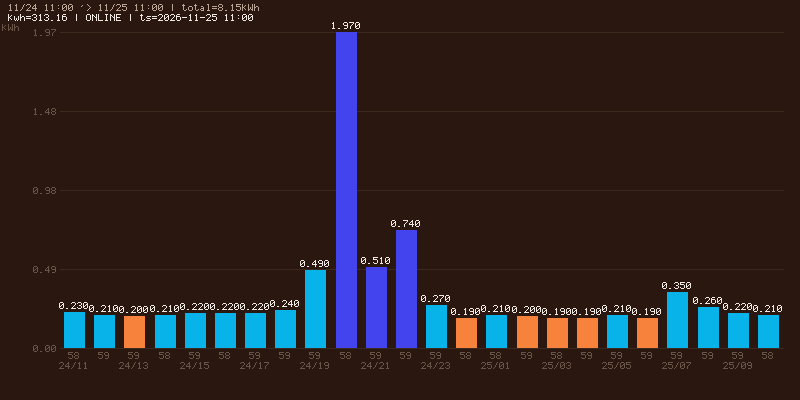 11/24 11:00 -> 11/25 11:00 | total=8.15KWh
Kwh=313.16 | ONLINE | ts=2026-11-25 11:00
KWh
1.97
1.48
0.98
0.49
0.00
0.230 0.210 0.200 0.210 0.220 0.220 0.220 0.240 0.490 1.970 0.510 0.740 0.270 0.190 0.210 0.200 0.190 0.190 0.210 0.190 0.350 0.260 0.220 0.210
58 59 59 58 59 58 59 59 59 58 59 59 59 58 58 59 58 59 59 59 59 59 59 58
24/11 24/13 24/15 24/17 24/19 24/21 24/23 25/01 25/03 25/05 25/07 25/09